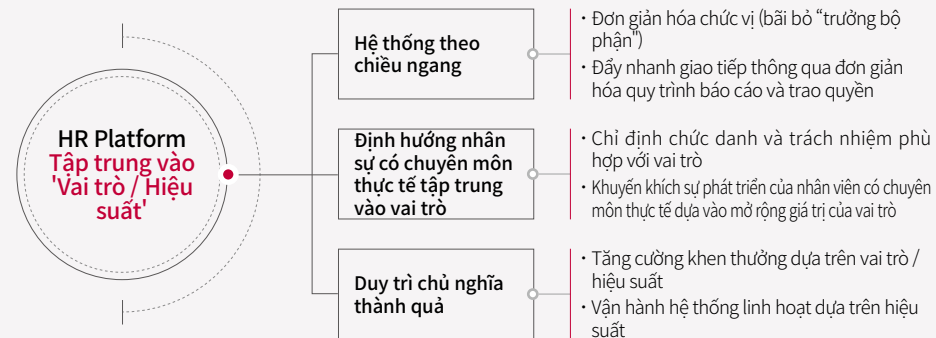 HR Platform
Tập trung vào
'Vai trò / Hiệu
suất'
Hệ thống theo
chiều ngang
· Đơn giản hóa chức vị (bãi bỏ “trưởng bộ
phận")
· Đẩy nhanh giao tiếp thông qua đơn giản
hóa quy trình báo cáo và trao quyền
Định hướng nhân
sự có chuyên môn
thực tế tập trung
vào vai trò
· Chỉ định chức danh và trách nhiệm phù
hợp với vai trò
· Khuyến khích sự phát triển của nhân viên có chuyên
môn thực tế dựa vào mở rộng giá trị của vai trò
Duy trì chủ nghĩa
thành quả
· Tăng cường khen thưởng dựa trên vai trò /
hiệu suất
· Vận hành hệ thống linh hoạt dựa trên hiệu
suất